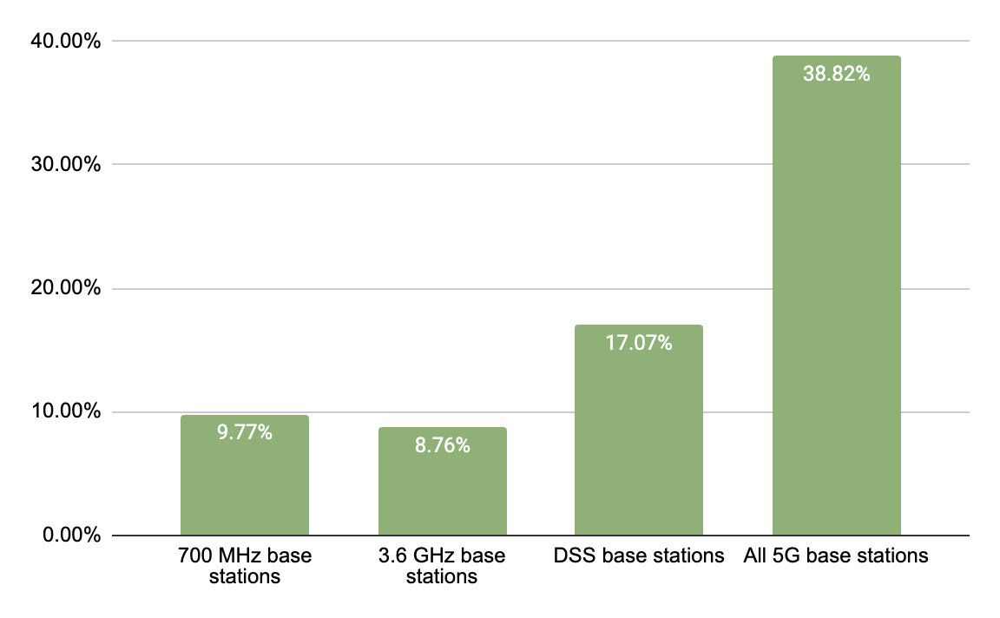 40.00%
30.00%
20.00%
10.00%
0.00%
9.77%
8.76%
17.07%
38.82%
700 MHz base
stations
3.6 GHz base
stations
DSS base stations
All 5G base stations